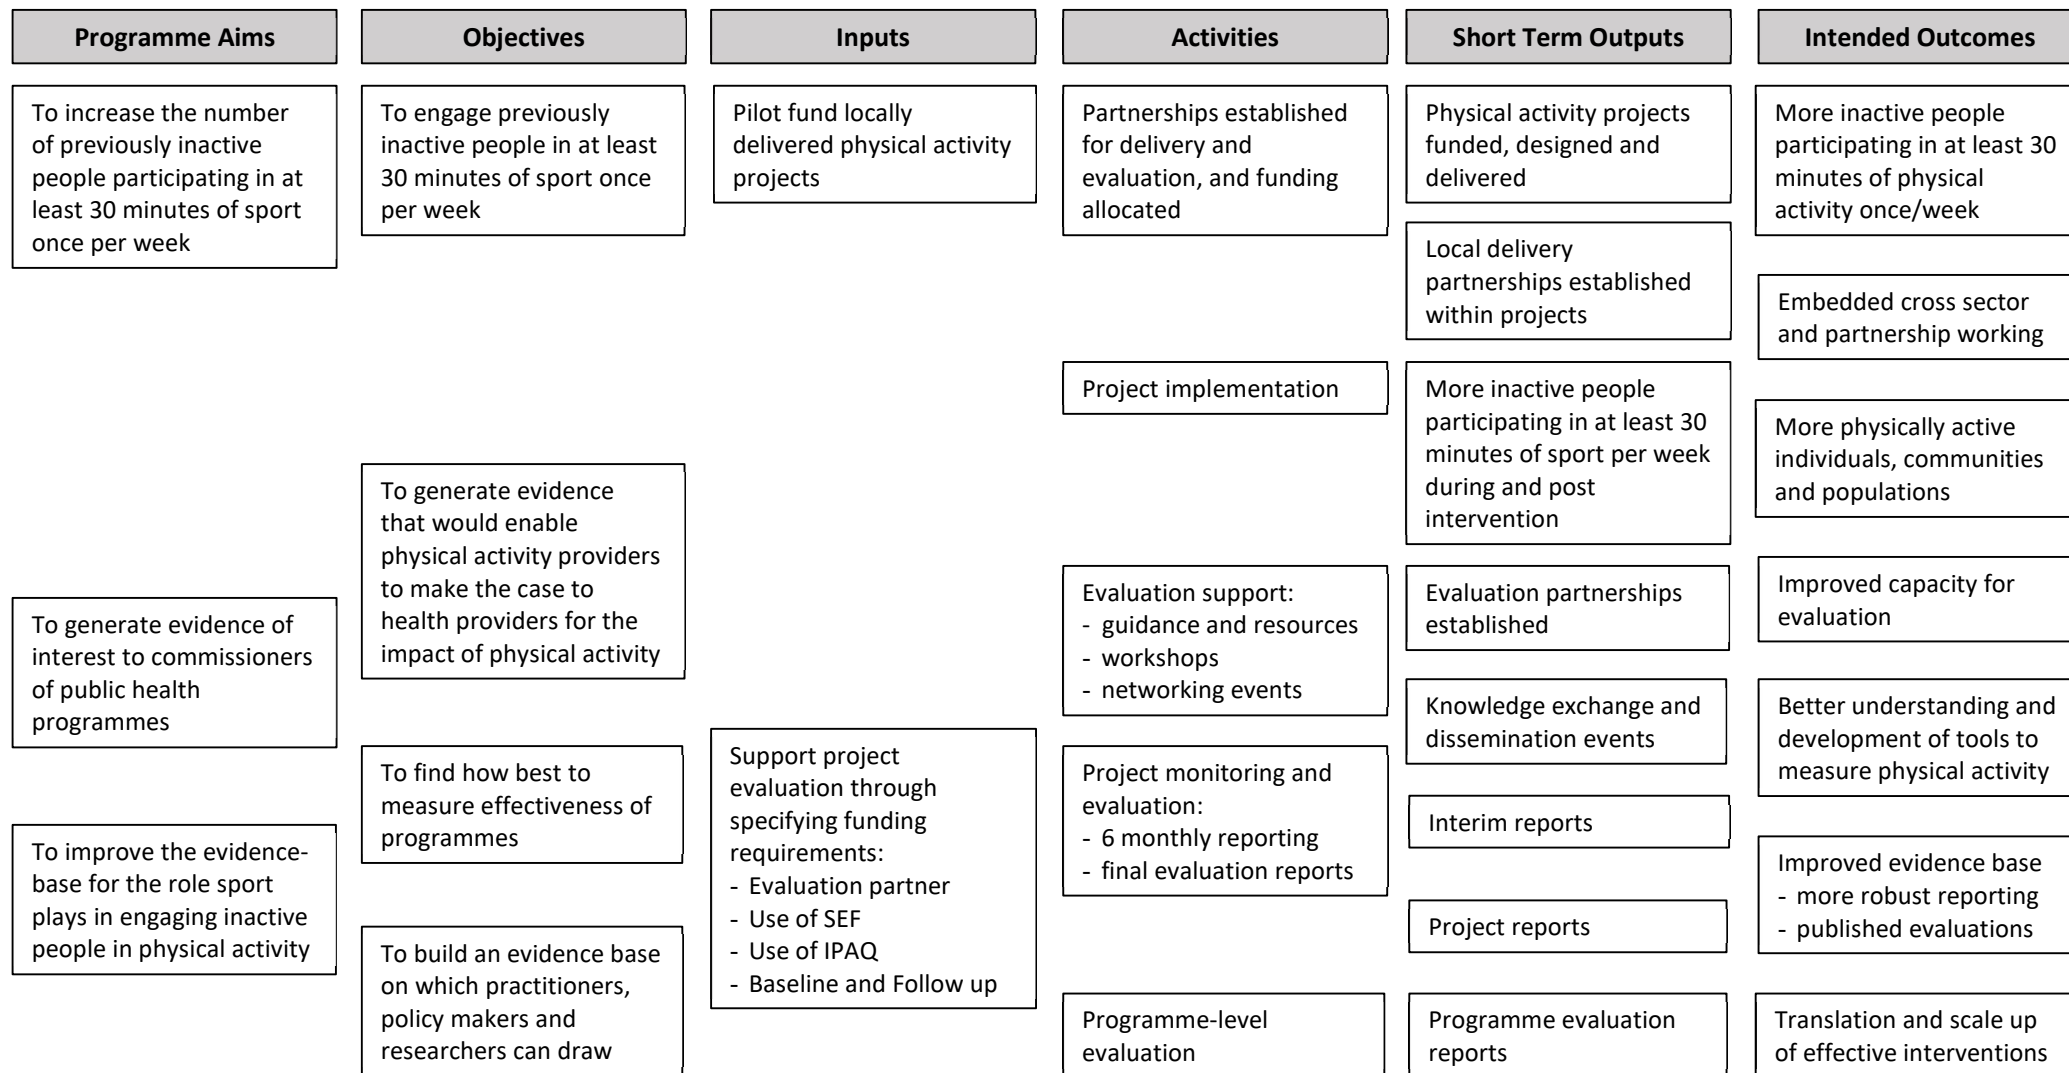 Programme Aims
Objectives
Inputs
Activities
Short Term Outputs
Intended Outcomes
To increase the number
of previously inactive
people participating in at
least 30 minutes of sport
once per week
To generate evidence of
interest to commissioners
of public health
programmes
To improve the evidence-
base for the role sport
plays in engaging inactive
people in physical activity
To engage previously
inactive people in at least
30 minutes of sport once
per week
To generate evidence
that would enable
physical activity providers
to make the case to
health providers for the
impact of physical activity
To find how best to
measure effectiveness of
programmes
To build an evidence base
on which practitioners,
policy makers and
researchers can draw
Pilot fund locally
delivered physical activity
projects
Support project
evaluation through
specifying funding
requirements:
- Evaluation partner
- Use of SEF
- Use of IPAQ
- Baseline and Follow up
Partnerships established
for delivery and
evaluation, and funding
allocated
Project implementation
Evaluation support:
- guidance and resources
- workshops
- networking events
Project monitoring and
evaluation:
- 6 monthly reporting
- final evaluation reports
Programme-level
evaluation
Physical activity projects
funded, designed and
delivered
Local delivery
partnerships established
within projects
More inactive people
participating in at least 30
minutes of sport per week
during and post
intervention
Evaluation partnerships
established
Knowledge exchange and
dissemination events
Interim reports
Project reports
Programme evaluation
reports
More inactive people
participating in at least 30
minutes of physical
activity once/week
Embedded cross sector
and partnership working
More physically active
individuals, communities
and populations
Improved capacity for
evaluation
Better understanding and
development of tools to
measure physical activity
Improved evidence base
- more robust reporting
- published evaluations
Translation and scale up
of effective interventions